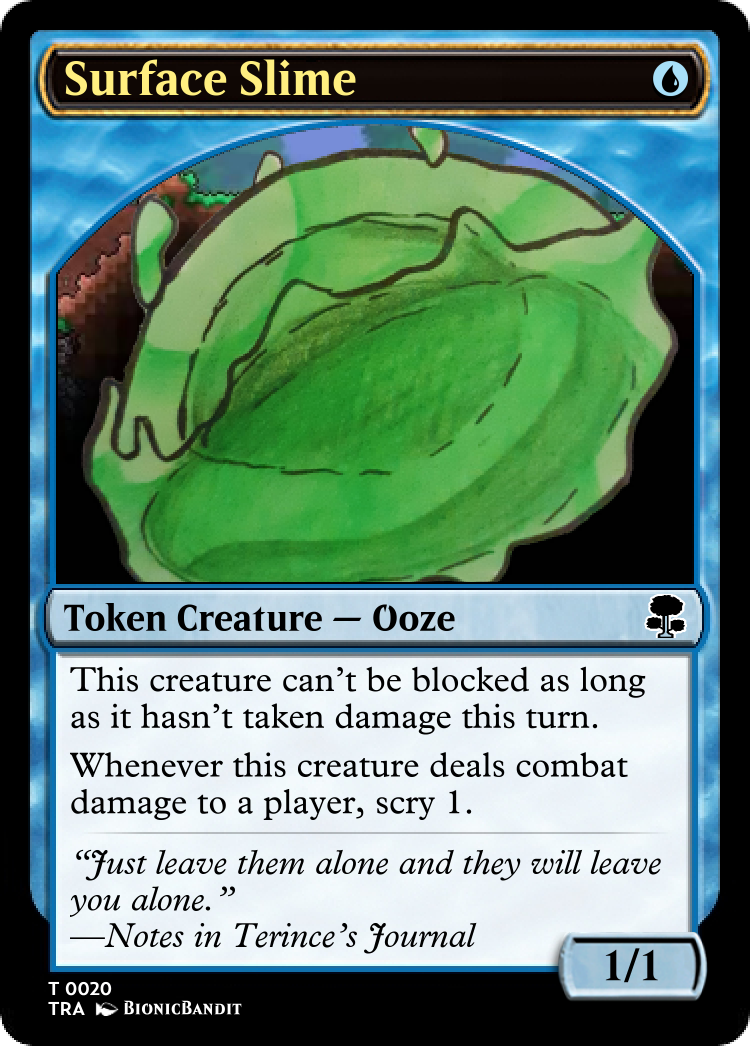 Surface Slime
Token Creature — Ooze
This creature can't be blocked as long
as it hasn't taken damage this turn.
Whenever this creature deals combat
damage to a player, scry 1.
“Just leave them alone and they will leave
you alone.”
—Notes in Terince's Journal
1/1
T 0020
TRA BionicBandit